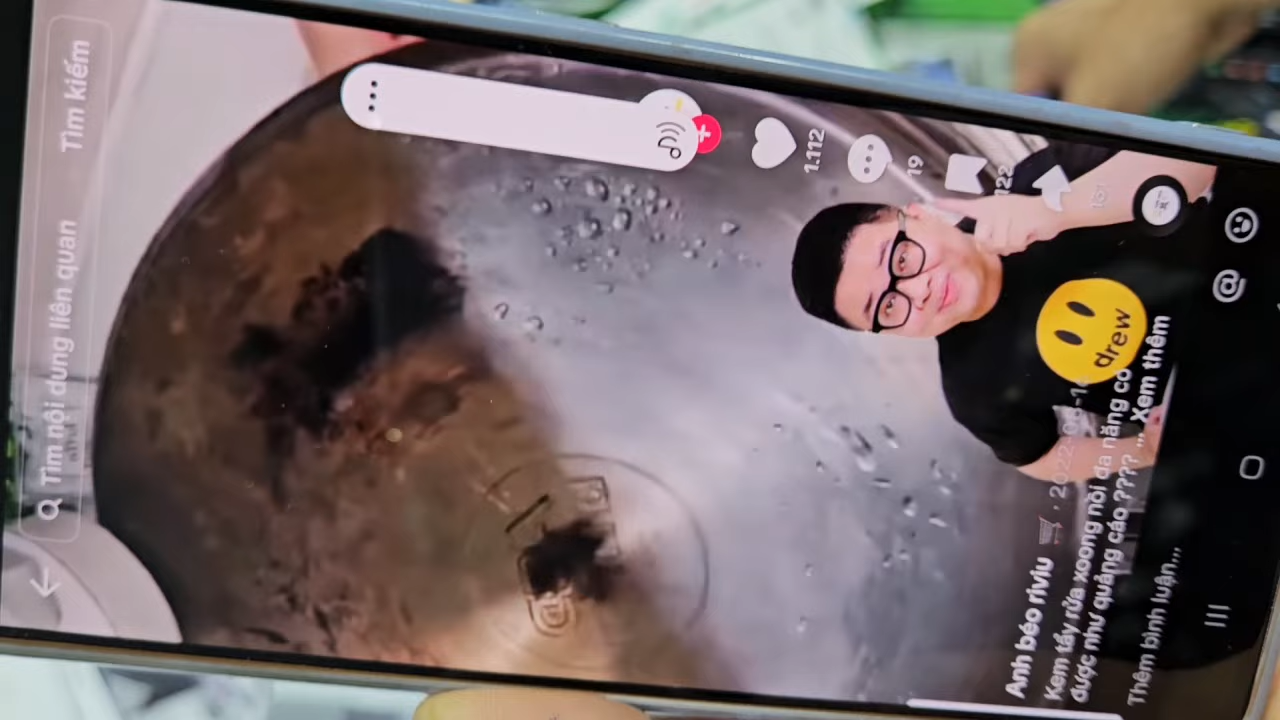 Tìm nội dung liên quan
Tìm kiếm
1.112
19
122
drew
Anh béo riviu
Kem tẩy rửa xoong nồi đa năng có
được như quảng cáo ???? ... Xem thêm
Thêm bình luận...